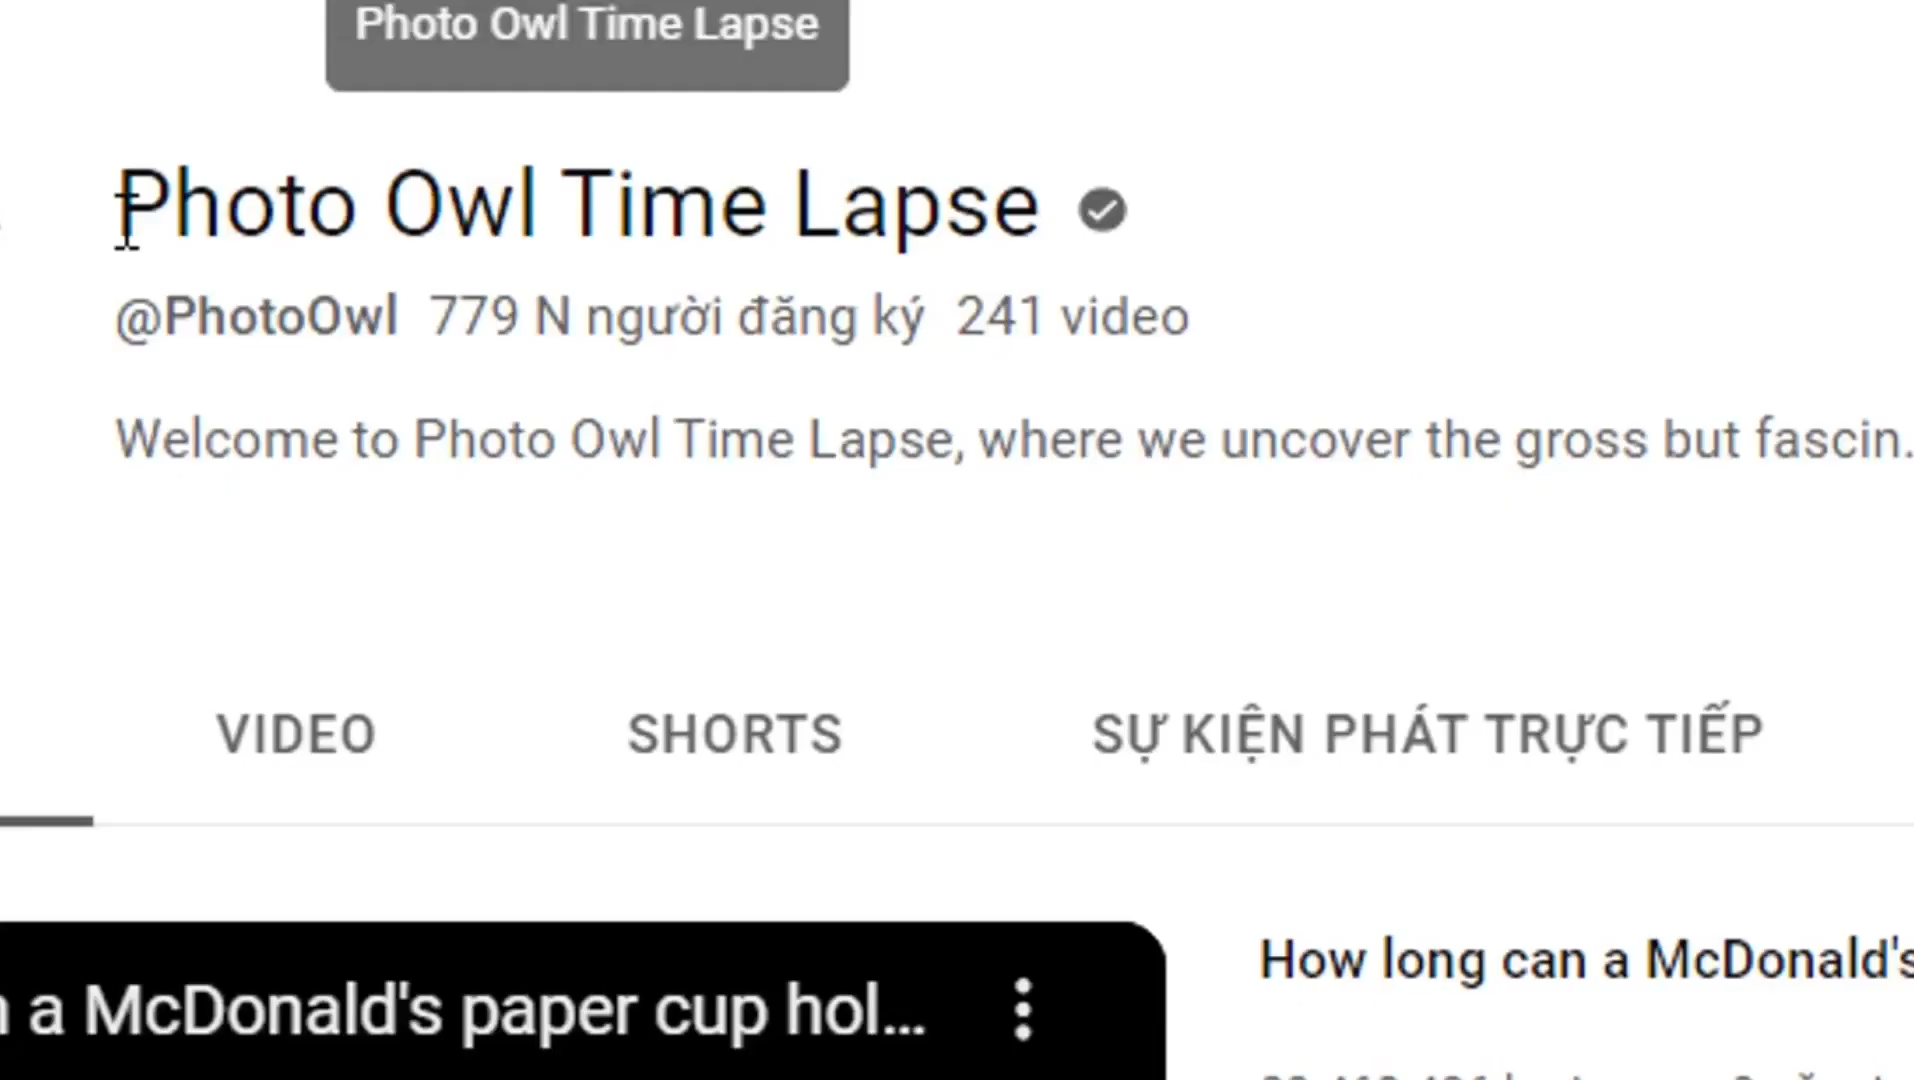 Photo Owl Time Lapse
Photo Owl Time Lapse
@PhotoOwl 779 N người đăng ký 241 video
Welcome to Photo Owl Time Lapse, where we uncover the gross but fascin.
VIDEO SHORTS SỰ KIỆN PHÁT TRỰC TIẾP
a McDonald's paper cup hol...
How long can a McDonald's